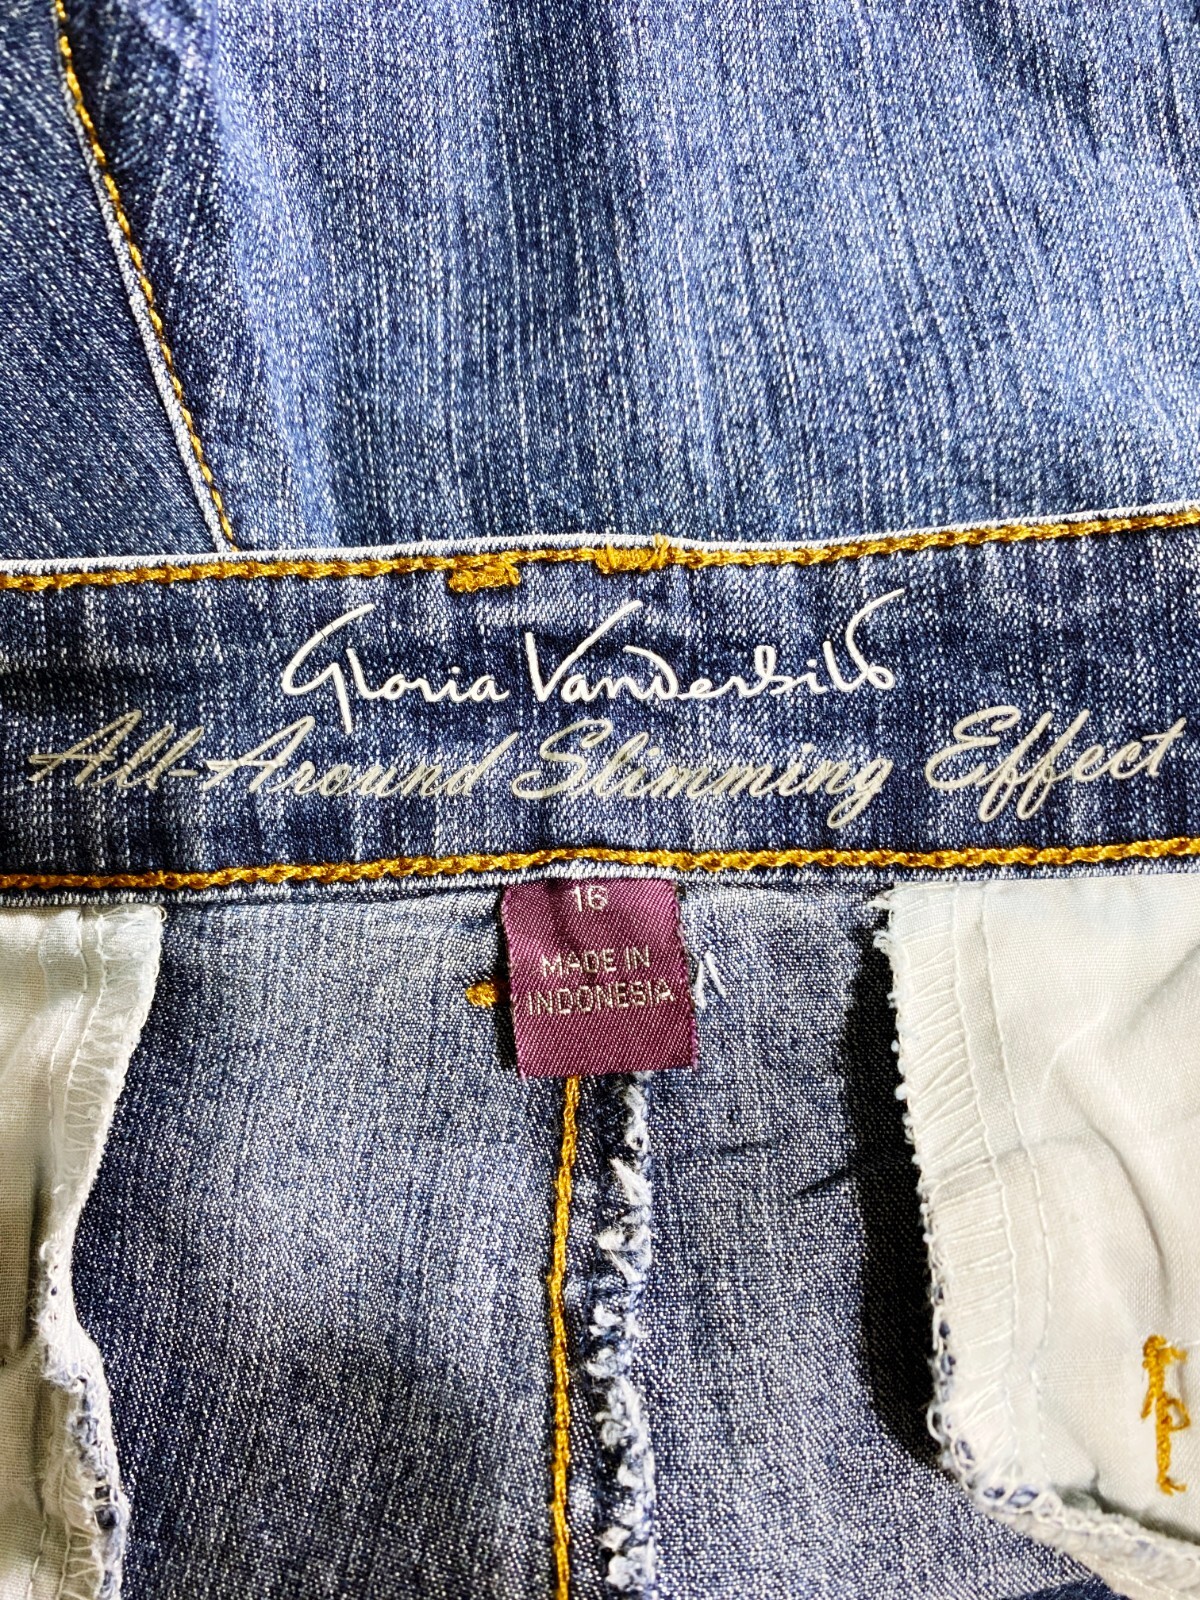 Gloria Vanderbilt
All-Around Slimming Effect
16
MADE IN
INDONESIA